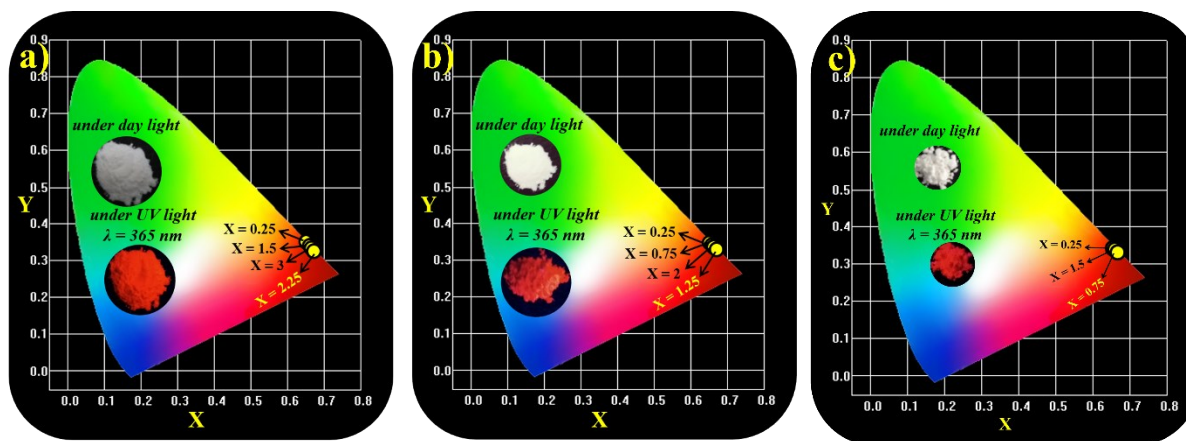 a)
0.9
0.8
0.7
0.6
0.5
0.4
0.3
0.2
0.1
0.0
Y
under day light
under UV light
λ = 365 nm
X = 0.25
X = 1.5
X = 3
X = 2.25
0.0 0.1 0.2 0.3 0.4 0.5 0.6 0.7 0.8
X
b)
0.9
0.8
0.7
0.6
0.5
0.4
0.3
0.2
0.1
0.0
Y
under day light
under UV light
λ = 365 nm
X = 0.25
X = 0.75
X = 2
X = 1.25
0.0 0.1 0.2 0.3 0.4 0.5 0.6 0.7 0.8
X
c)
0.9
0.8
0.7
0.6
0.5
0.4
0.3
0.2
0.1
0.0
Y
under day light
under UV light
λ = 365 nm
X = 0.25
X = 1.5
X = 0.75
0.0 0.1 0.2 0.3 0.4 0.5 0.6 0.7 0.8
X